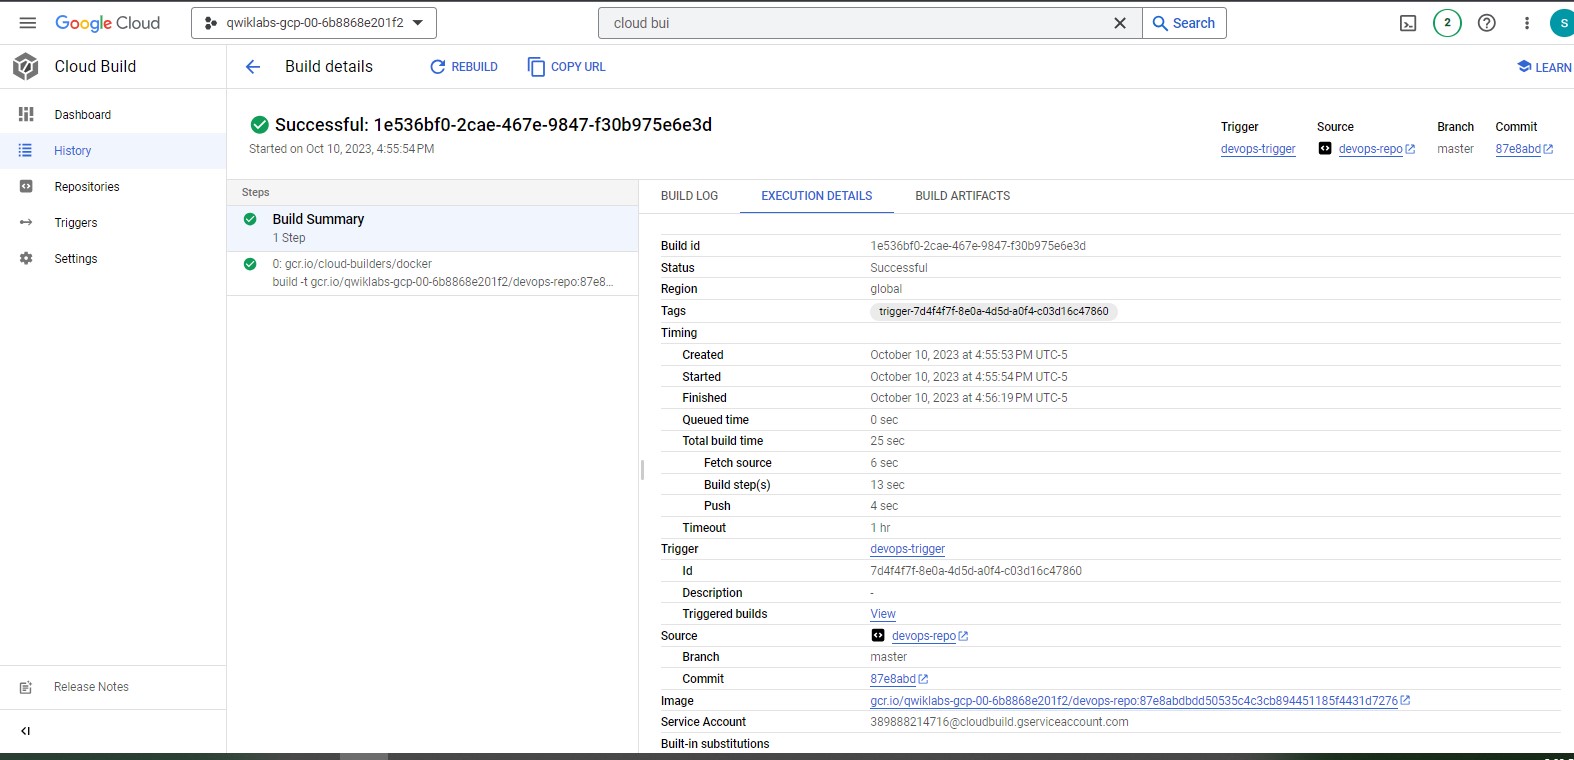 Google Cloud
qwiklabs-gcp-00-6b8868e201f2
cloud bui
Search
2
S
Cloud Build
Build details
REBUILD
COPY URL
LEARN
Dashboard
History
Repositories
Triggers
Settings
Release Notes
Successful: 1e536bf0-2cae-467e-9847-f30b975e6e3d
Started on Oct 10, 2023, 4:55:54 PM
Trigger Source Branch Commit
devops-trigger devops-repo master 87e8abd
Steps
Build Summary
1 Step
0: gcr.io/cloud-builders/docker
build -t gcr.io/qwiklabs-gcp-00-6b8868e201f2/devops-repo:87e8...
BUILD LOG EXECUTION DETAILS BUILD ARTIFACTS
Build id 1e536bf0-2cae-467e-9847-f30b975e6e3d
Status Successful
Region global
Tags trigger-7d4f4f7f-8e0a-4d5d-a0f4-c03d16c47860
Timing
Created October 10, 2023 at 4:55:53 PM UTC-5
Started October 10, 2023 at 4:55:54 PM UTC-5
Finished October 10, 2023 at 4:56:19 PM UTC-5
Queued time 0 sec
Total build time 25 sec
Fetch source 6 sec
Build step(s) 13 sec
Push 4 sec
Timeout 1 hr
Trigger devops-trigger
Id 7d4f4f7f-8e0a-4d5d-a0f4-c03d16c47860
Description -
Triggered builds View
Source devops-repo
Branch master
Commit 87e8abd
Image gcr.io/qwiklabs-gcp-00-6b8868e201f2/devops-repo:87e8abdbdd50535c4c3cb894451185f4431d7276
Service Account 389888214716@cloudbuild.gserviceaccount.com
Built-in substitutions